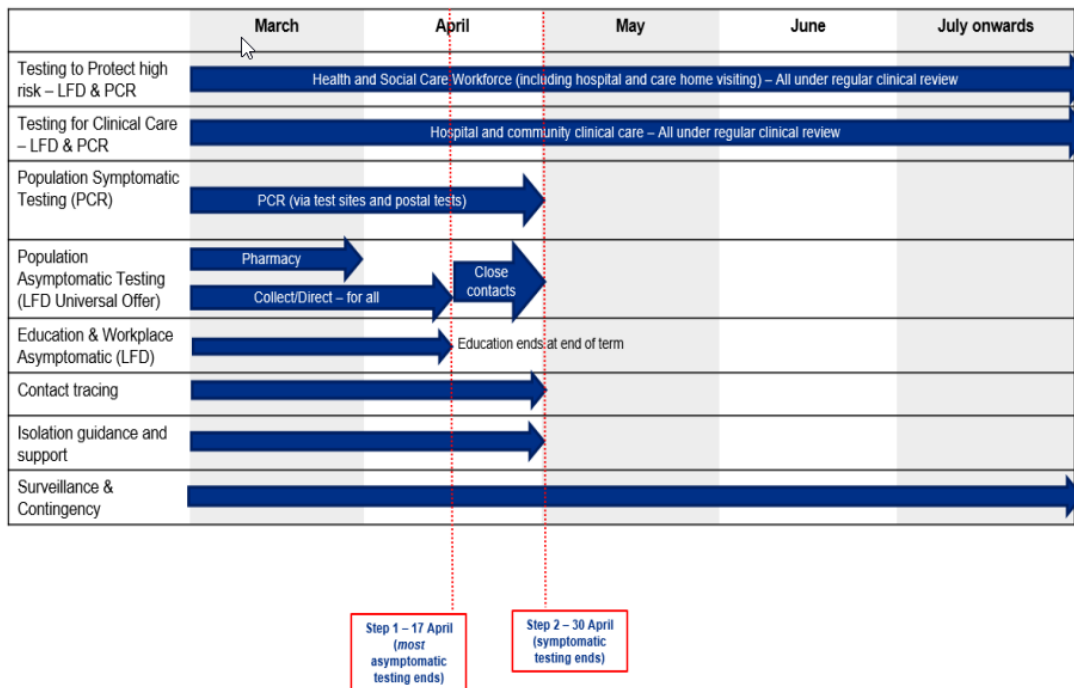 March
April
May
June
July onwards
Testing to Protect high
risk – LFD & PCR
Health and Social Care Workforce (including hospital and care home visiting) – All under regular clinical review
Testing for Clinical Care
– LFD & PCR
Hospital and community clinical care – All under regular clinical review
Population Symptomatic
Testing (PCR)
PCR (via test sites and postal tests)
Population
Asymptomatic Testing
(LFD Universal Offer)
Pharmacy
Collect/Direct – for all
Close
contacts
Education & Workplace
Asymptomatic (LFD)
Education ends at end of term
Contact tracing
Isolation guidance and
support
Surveillance &
Contingency
Step 1 – 17 April
(most
asymptomatic
testing ends)
Step 2 – 30 April
(symptomatic
testing ends)